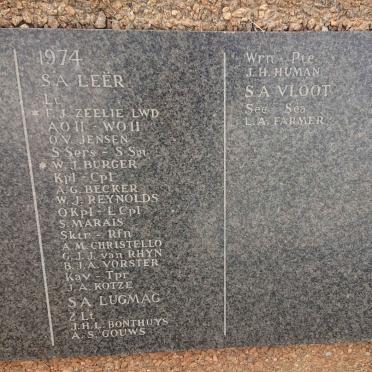 1974
S.A. LEËR
Lt
* F.J. ZEELIE LWD
A O II - WO II
O.V. JENSEN
S Sers - S Sgt
* W.J. BURGER
Kpl - Cpl
A.G. BECKER
W.J. REYNOLDS
O Kpl - L Cpl
S. MARAIS
Sktr - Rfn
A.M. CHRISTELLO
G.J.J. van RHYN
B.J.A. VORSTER
Kav - Tpr
J.A. KOTZE
S.A. LUGMAG
2 Lt
J.H.L. BONTHUYS
A.S. GOUWS
Wrn - Pte
J.H. HUMAN
S.A. VLOOT
See - Sea
L.A. FARMER